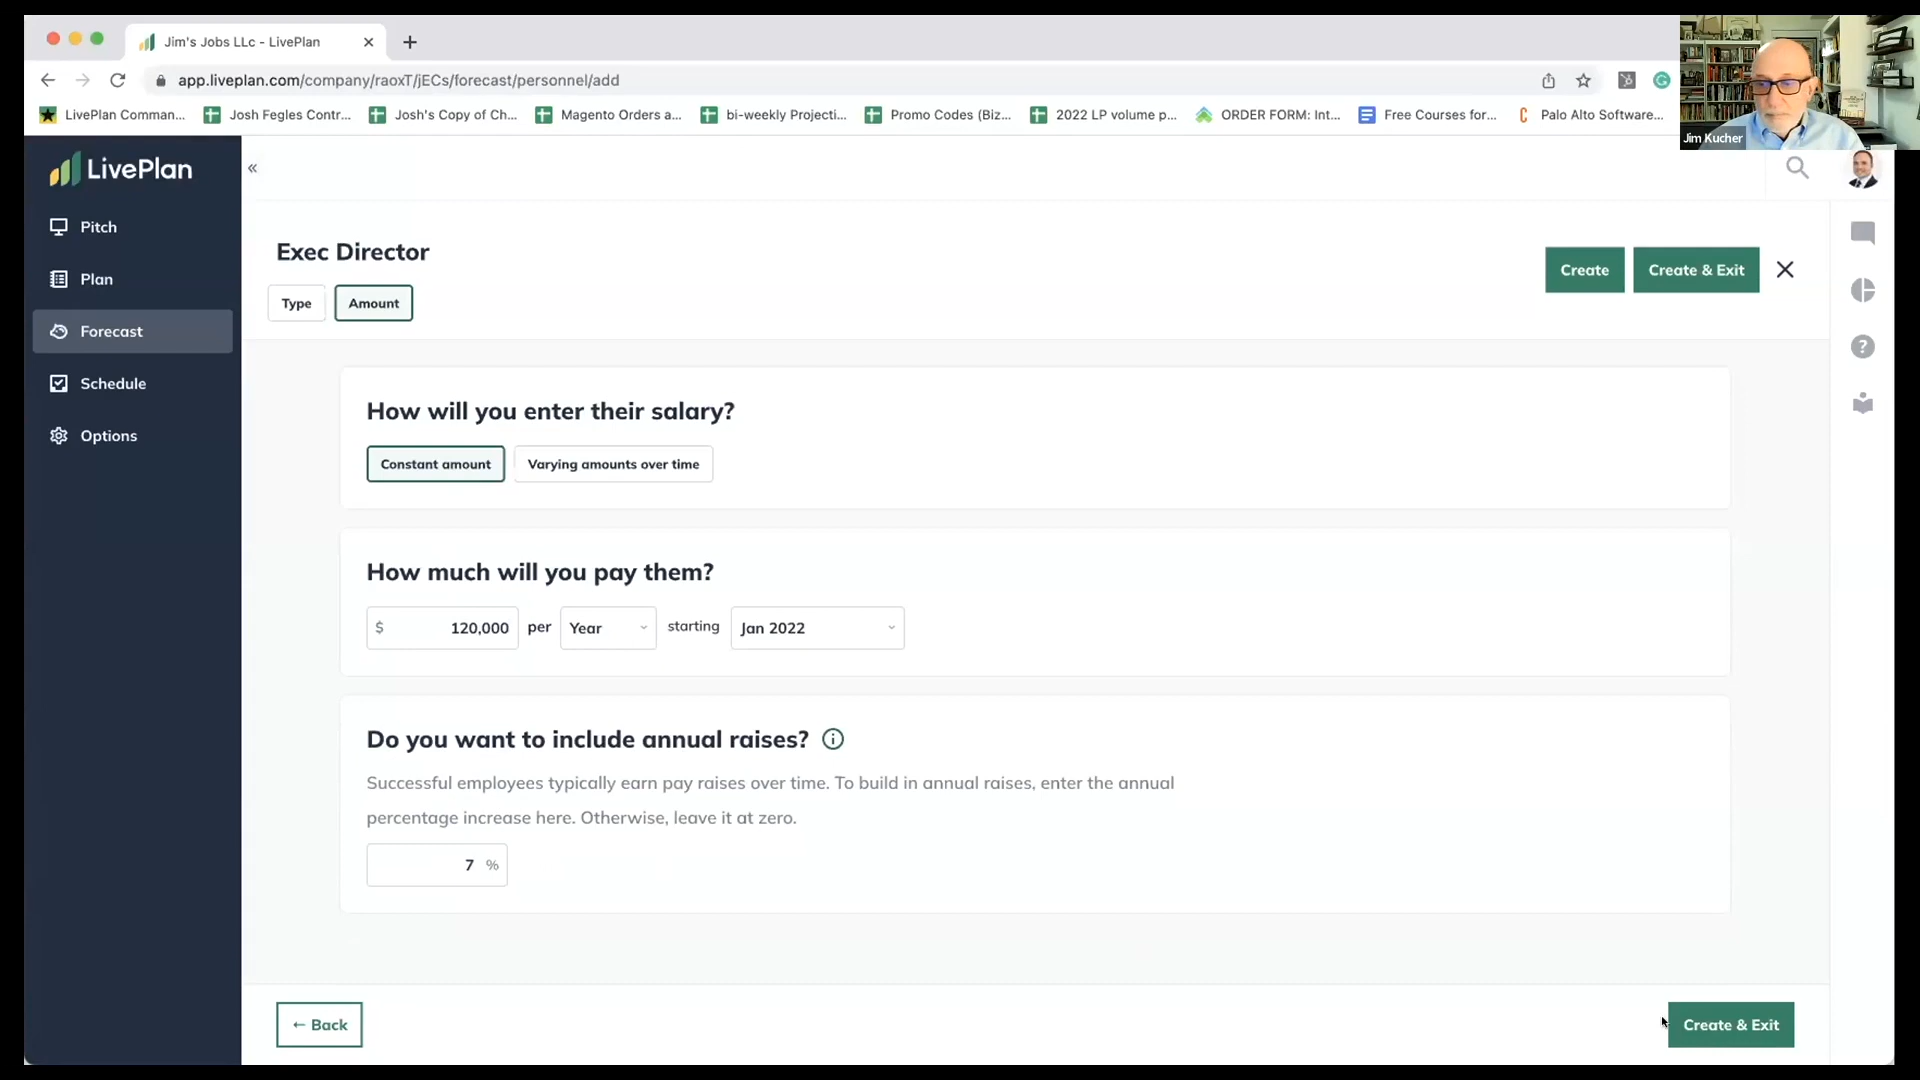 Jim's Jobs LLc - LivePlan
app.liveplan.com/company/raoxT/jECs/forecast/personnel/add
LivePlan Comman...
Josh Fegles Contr...
Josh's Copy of Ch...
Magento Orders a...
bi-weekly Projecti...
Promo Codes (Biz...
2022 LP volume p...
ORDER FORM: Int...
Free Courses for...
Palo Alto Software...
Jim Kucher
LivePlan
«
Pitch
Plan
Forecast
Schedule
Options
Exec Director
Type
Amount
Create
Create & Exit
How will you enter their salary?
Constant amount
Varying amounts over time
How much will you pay them?
$ 120,000 per Year starting Jan 2022
Do you want to include annual raises?
Successful employees typically earn pay raises over time. To build in annual raises, enter the annual
percentage increase here. Otherwise, leave it at zero.
7 %
← Back
Create & Exit